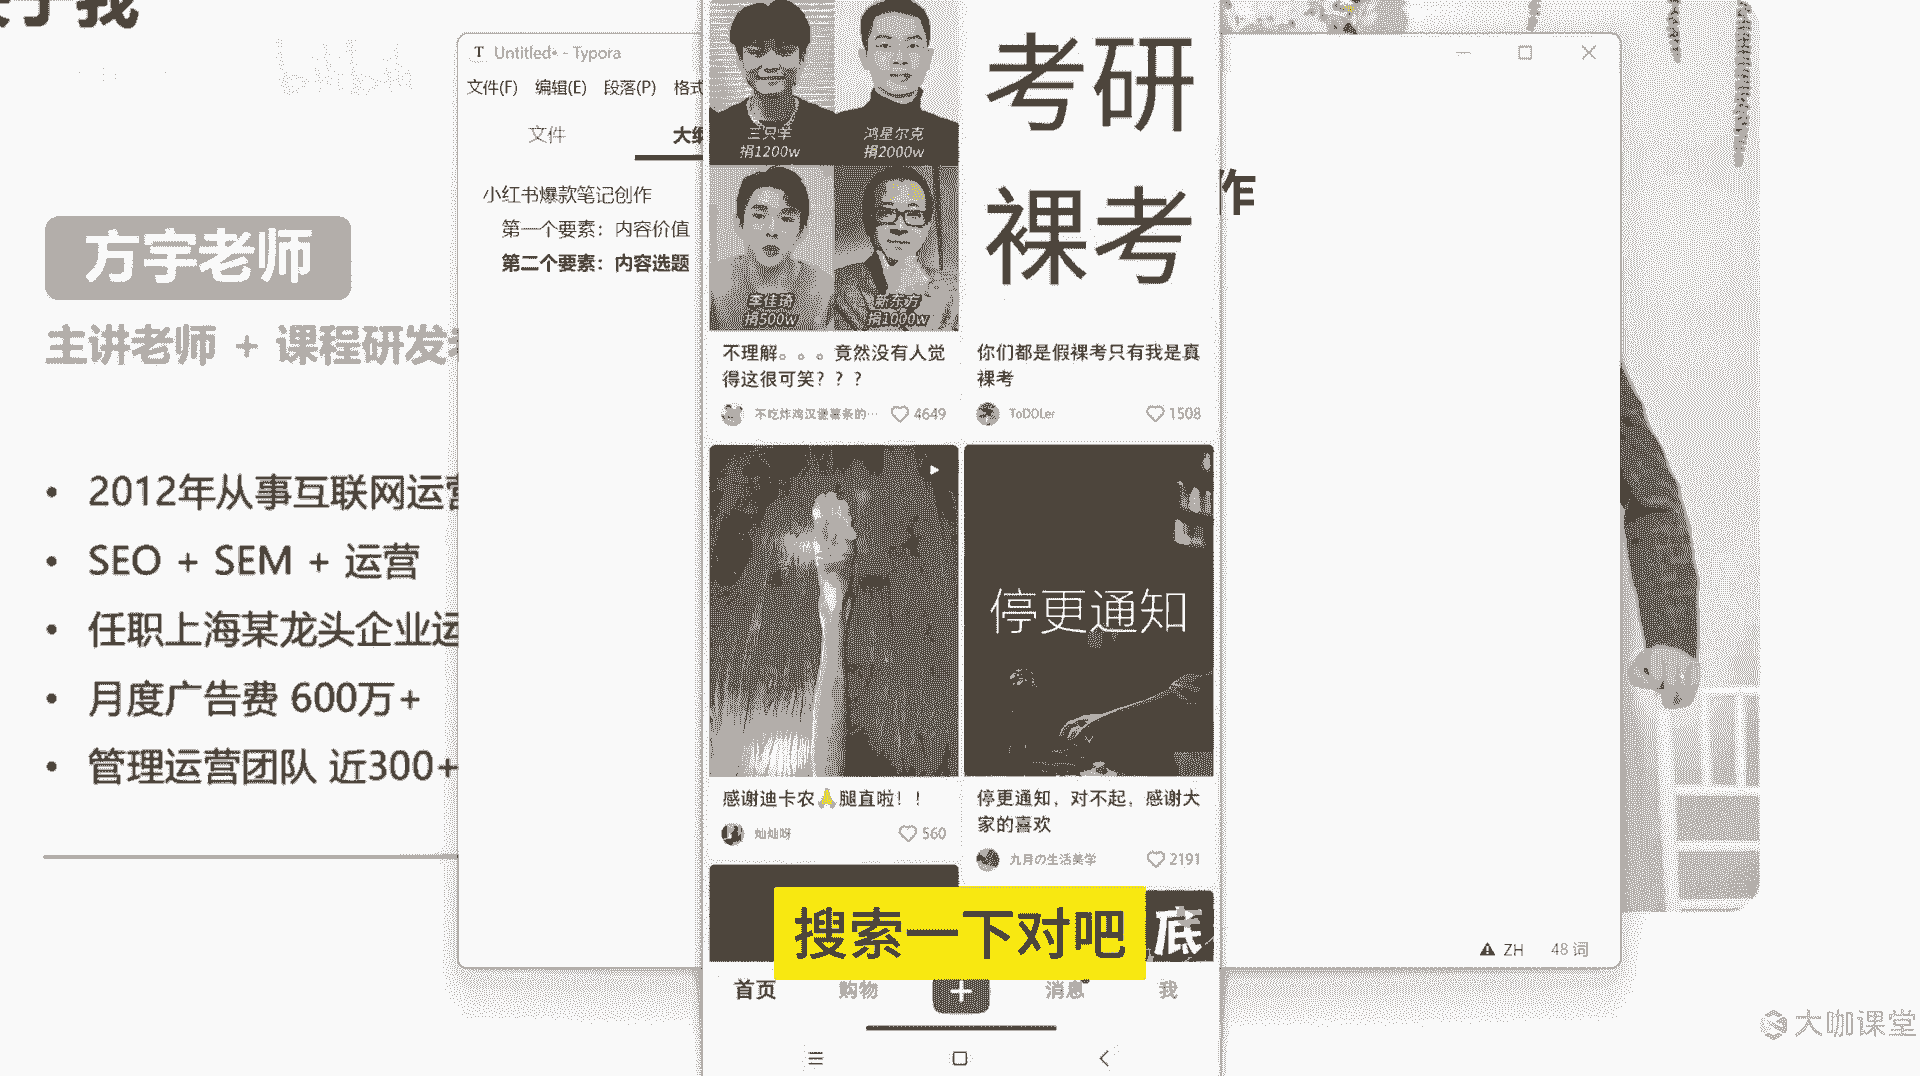 方宇老师
主讲老师 + 课程研发
2012年从事互联网运营
SEO + SEM + 运营
任职上海某龙头企业运
月度广告费 600万+
管理运营团队 近300+
Untitled• - Typora
文件(F) 编辑(E) 段落(P) 格式
文件 大纲
小红书爆款笔记创作
第一个要素：内容价值
第二个要素：内容选题
三只羊
捐1200w
鸿星尔克
捐2000w
李佳琦
捐500w
新东方
捐1000w
不理解。。。竟然没有人觉
得这很可笑？？？
不吃炸鸡汉堡薯条的… 4649
考研
裸考
你们都是假裸考只有我是真
裸考
ToDOLer 1508
感谢迪卡农🙏腿直啦！！
灿灿呀 560
停更通知
停更通知，对不起，感谢大
家的喜欢
九月の生活美学 2191
底
搜索一下对吧
首页 购物 消息 我
作
ZH 48 词
大咖课堂